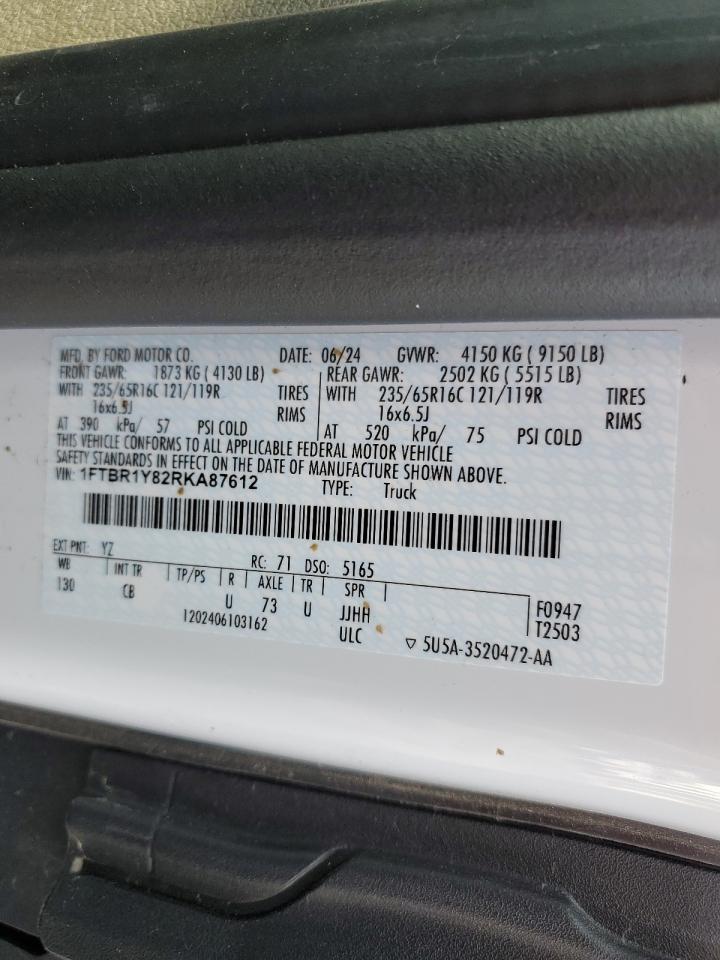 MFD. BY FORD MOTOR CO. DATE: 06/24 GVWR: 4150 KG ( 9150 LB)
FRONT GAWR: 1873 KG ( 4130 LB) REAR GAWR: 2502 KG ( 5515 LB)
WITH 235/65R16C 121/119R TIRES WITH 235/65R16C 121/119R TIRES
16x6.5J RIMS 16x6.5J RIMS
AT 390 kPa/ 57 PSI COLD AT 520 kPa/ 75 PSI COLD
THIS VEHICLE CONFORMS TO ALL APPLICABLE FEDERAL MOTOR VEHICLE
SAFETY STANDARDS IN EFFECT ON THE DATE OF MANUFACTURE SHOWN ABOVE.
VIN: 1FTBR1Y82RKA87612 TYPE: Truck
EXT PNT: YZ RC: 71 DSO: 5165
WB INT TR TP/PS R AXLE TR SPR
130 CB U 73 U JJHH F0947
1202406103162 ULC T2503
▽ 5U5A-3520472-AA